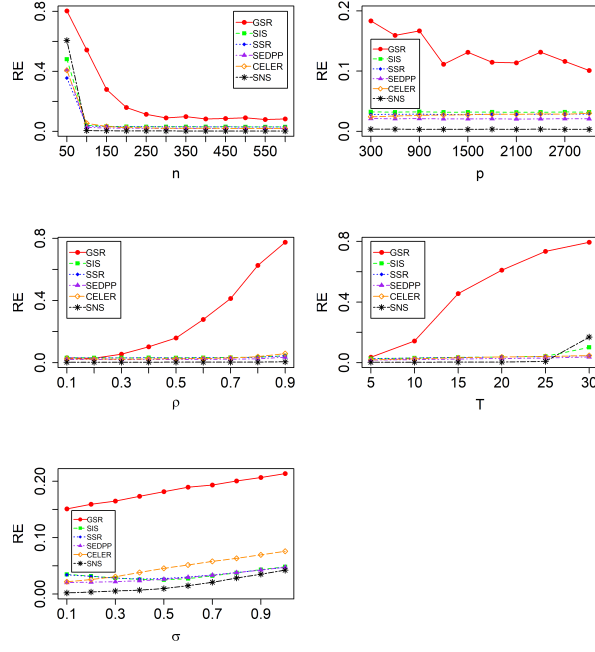 RE
0.8
0.4
0.0
GSR
SIS
SSR
SEDPP
CELER
SNS
50 150 250 350 450 550
n
RE
0.2
0.1
0.0
GSR
SIS
SSR
SEDPP
CELER
SNS
300 900 1500 2100 2700
p
RE
0.8
0.4
0.0
GSR
SIS
SSR
SEDPP
CELER
SNS
0.1 0.3 0.5 0.7 0.9
ρ
RE
0.8
0.4
0.0
GSR
SIS
SSR
SEDPP
CELER
SNS
5 10 15 20 25 30
T
RE
0.20
0.10
0.00
GSR
SIS
SSR
SEDPP
CELER
SNS
0.1 0.3 0.5 0.7 0.9
σ